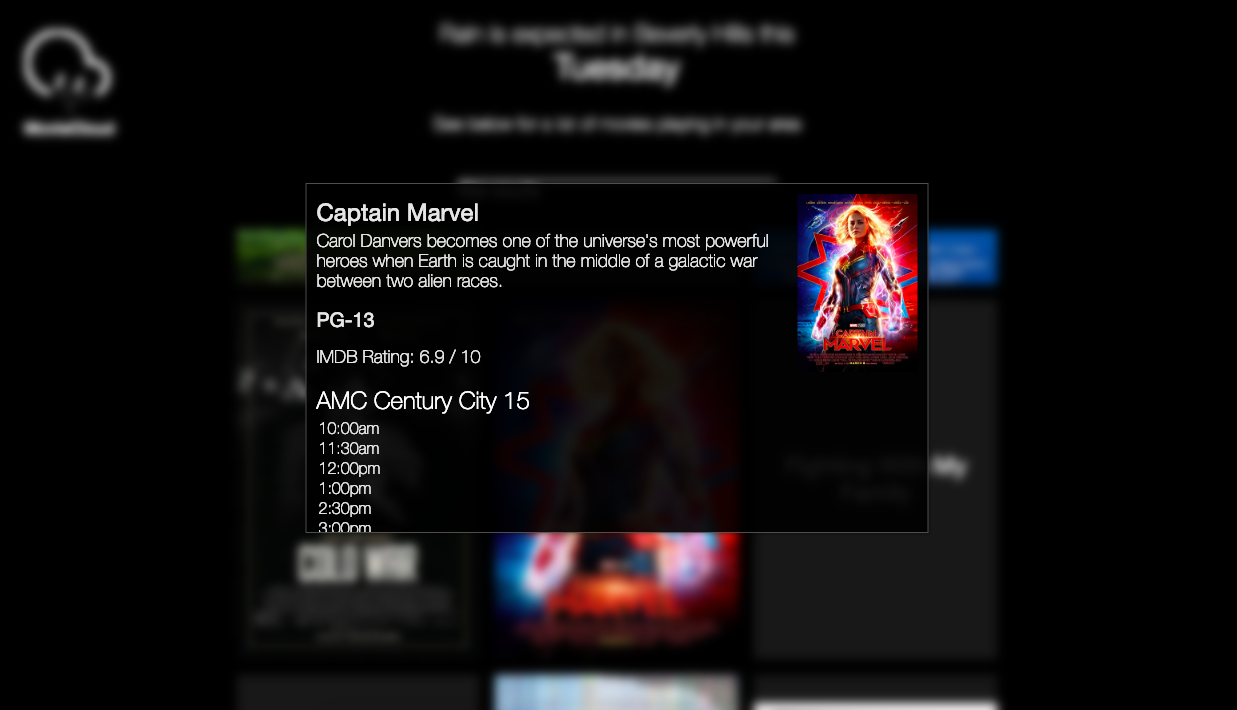 Rain is expected in Beverly Hills this
Tuesday
See below for a list of movies playing in your area
MovieCloud
Captain Marvel
Carol Danvers becomes one of the universe's most powerful
heroes when Earth is caught in the middle of a galactic war
between two alien races.
PG-13
IMDB Rating: 6.9 / 10
AMC Century City 15
10:00am
11:30am
12:00pm
1:00pm
2:30pm
3:00pm
CAPTAIN
MARVEL
COLD WAR
Fighting With My
Family
MARVEL